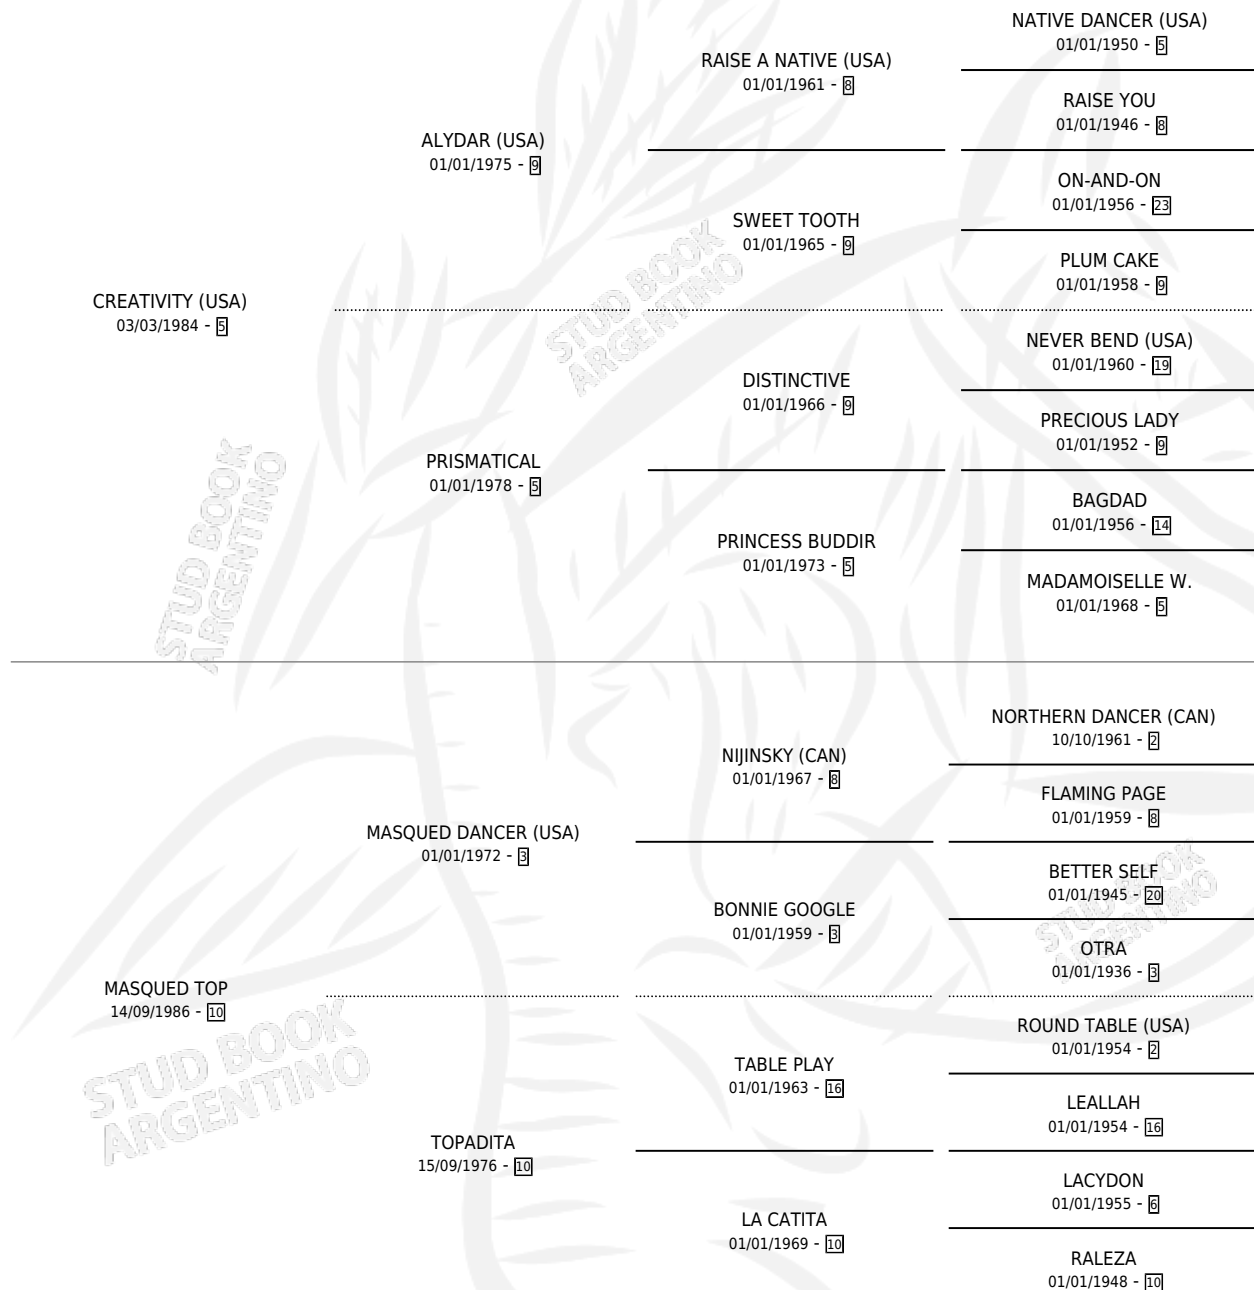 NATIVE DANCER (USA)
01/01/1950 - 5
RAISE A NATIVE (USA)
01/01/1961 - 8
RAISE YOU
01/01/1946 - 8
ALYDAR (USA)
01/01/1975 - 9
ON-AND-ON
01/01/1956 - 23
SWEET TOOTH
01/01/1965 - 9
PLUM CAKE
01/01/1958 - 9
CREATIVITY (USA)
03/03/1984 - 5
NEVER BEND (USA)
01/01/1960 - 19
DISTINCTIVE
01/01/1966 - 9
PRECIOUS LADY
01/01/1952 - 9
PRISMATICAL
01/01/1978 - 5
BAGDAD
01/01/1956 - 14
PRINCESS BUDDIR
01/01/1973 - 5
MADAMOISELLE W.
01/01/1968 - 5
NORTHERN DANCER (CAN)
10/10/1961 - 2
NIJINSKY (CAN)
01/01/1967 - 8
FLAMING PAGE
01/01/1959 - 8
MASQUED DANCER (USA)
01/01/1972 - 3
BETTER SELF
01/01/1945 - 20
BONNIE GOOGLE
01/01/1959 - 3
OTRA
01/01/1936 - 3
MASQUED TOP
14/09/1986 - 10
ROUND TABLE (USA)
01/01/1954 - 2
TABLE PLAY
01/01/1963 - 16
LEALLAH
01/01/1954 - 16
TOPADITA
15/09/1976 - 10
LACYDON
01/01/1955 - 6
LA CATITA
01/01/1969 - 10
RALEZA
01/01/1948 - 10
STUD BOOK
ARGENTINO
STUD BOOK
ARGENTINO
STUD BOOK
ARGENTINO
STUD BOOK
ARGENTINO